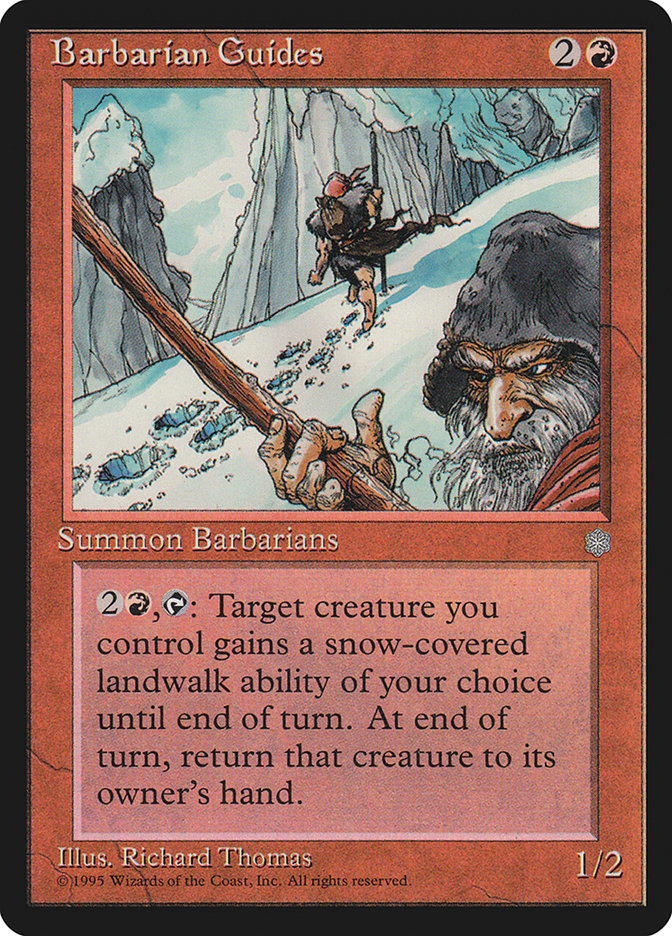 Barbarian Guides 2
Summon Barbarians
2 , : Target creature you
control gains a snow-covered
landwalk ability of your choice
until end of turn. At end of
turn, return that creature to its
owner's hand.
Illus. Richard Thomas
1/2
©1995 Wizards of the Coast, Inc. All rights reserved.